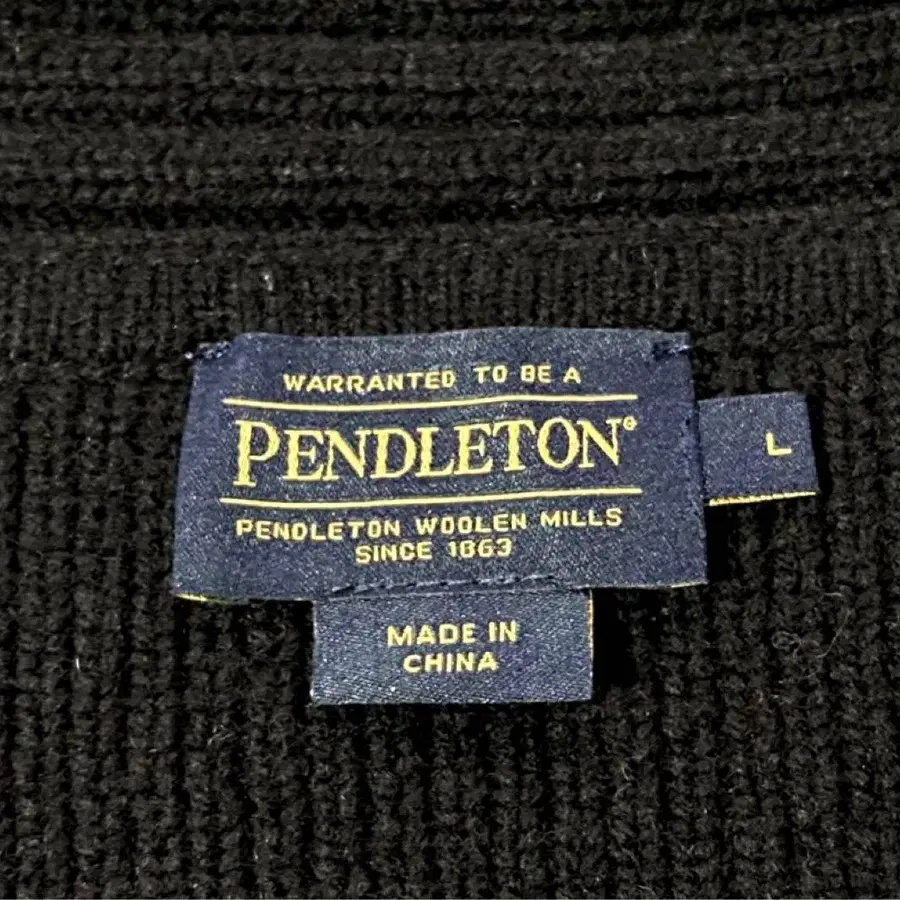 WARRANTED TO BE A
PENDLETON®
PENDLETON WOOLEN MILLS
SINCE 1863
L
MADE IN
CHINA